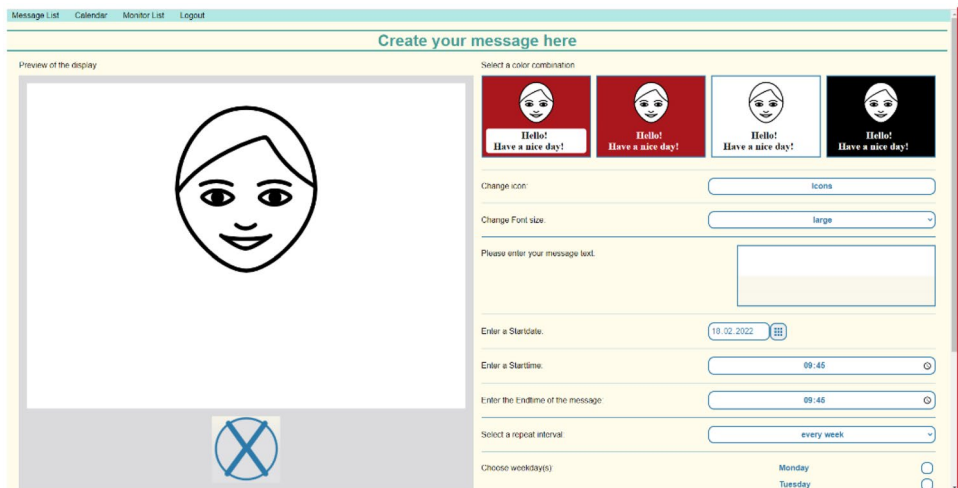 Message List Calendar Monitor List Logout
Create your message here
Preview of the display
Select a color combination
Hello!
Have a nice day!
Hello!
Have a nice day!
Hello!
Have a nice day!
Hello!
Have a nice day!
Change icon: Icons
Change Font size: large
Please enter your message text.
Enter a Startdate: 18.02.2022
Enter a Starttime: 09:45
Enter the Endtime of the message: 09:45
Select a repeat interval: every week
Choose weekday(s): Monday
Tuesday